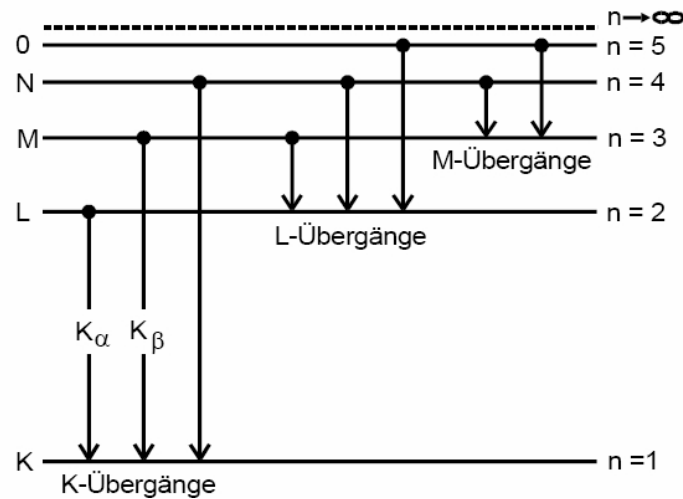 n→∞
0 n = 5
N n = 4
M n = 3
M-Übergänge
L n = 2
L-Übergänge
Kα Kβ
K n =1
K-Übergänge